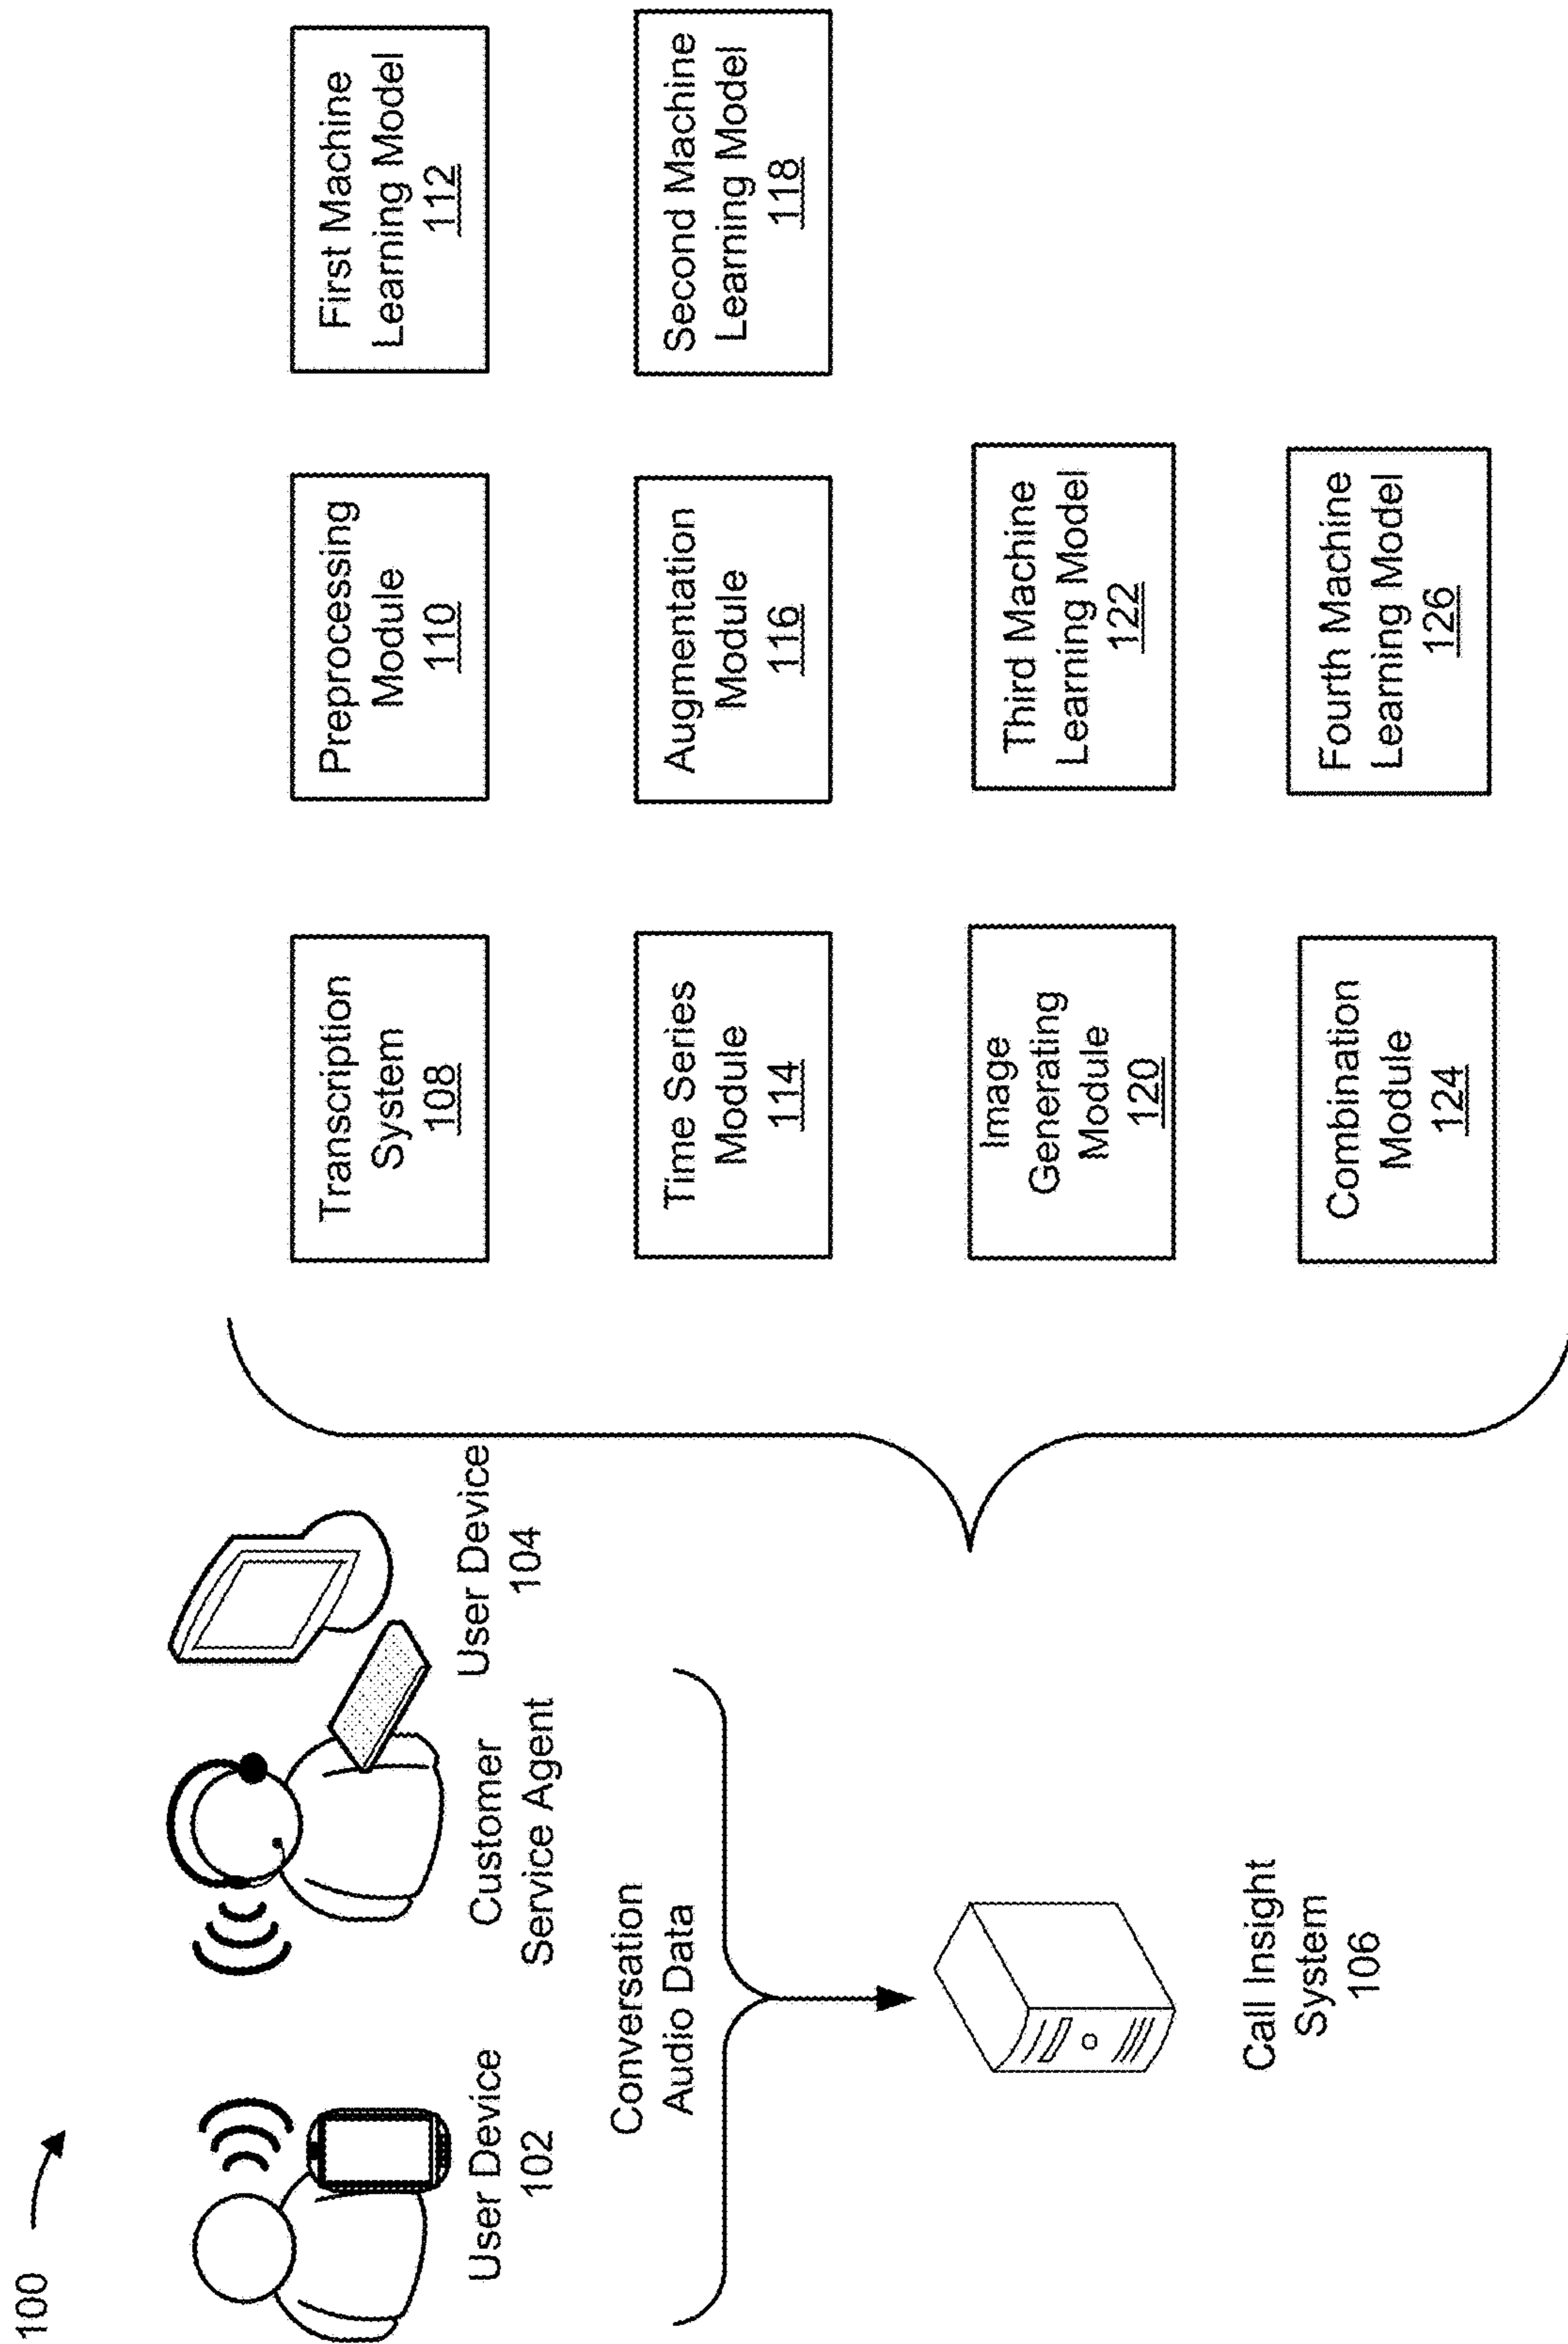 100
User Device
102
Customer
Service Agent
User Device
104
Conversation
Audio Data
Call Insight
System
106
Transcription
System
108
Preprocessing
Module
110
First Machine
Learning Model
112
Time Series
Module
114
Augmentation
Module
116
Second Machine
Learning Model
118
Image
Generating
Module
120
Third Machine
Learning Model
122
Combination
Module
124
Fourth Machine
Learning Model
126